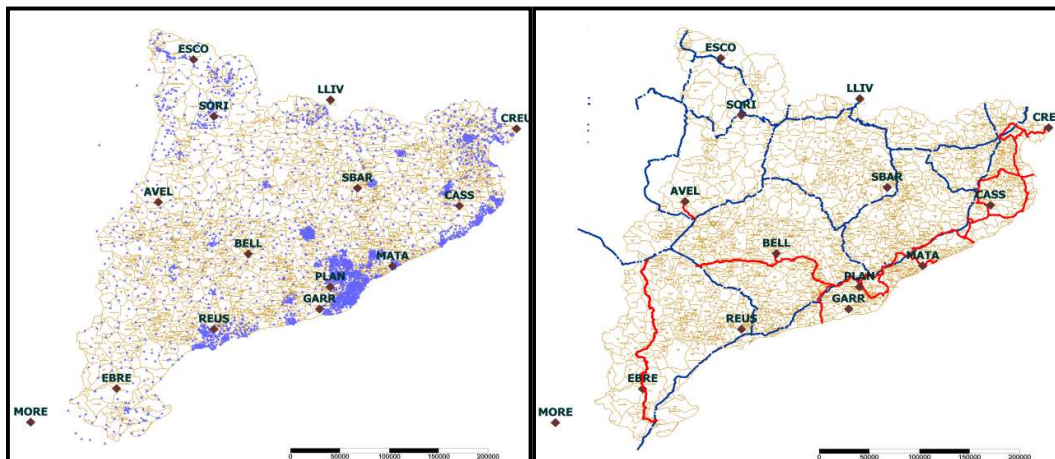 ESCO
LLIV
SORI
CREU
AVEL
SBAR
CASS
BELL
MATA
PLAN
GARR
REUS
EBRE
MORE
0 50000 100000 150000 200000
ESCO
LLIV
SORI
CRE
AVEL
SBAR
CASS
BELL
MATA
PLAN
GARR
REUS
EBRE
MORE
0 50000 100000 150000 200000